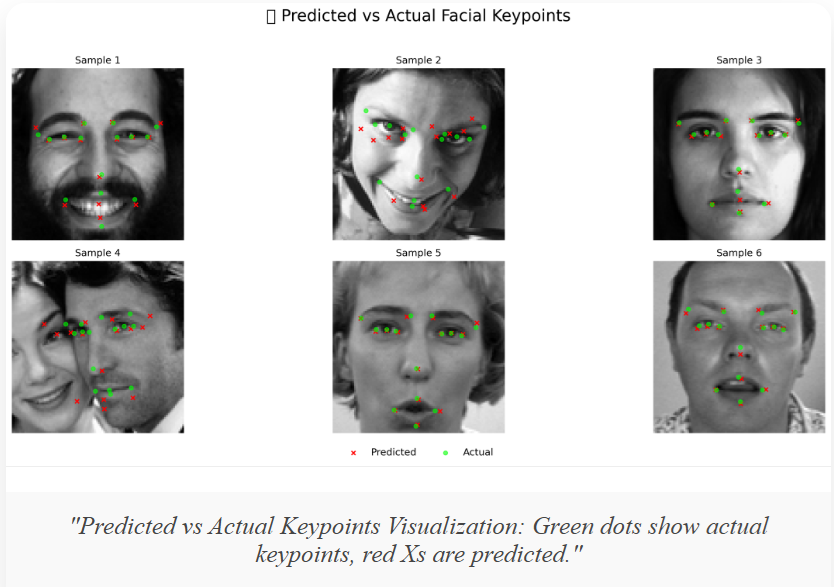 Predicted vs Actual Facial Keypoints
Sample 1
Sample 2
Sample 3
Sample 4
Sample 5
Sample 6
Predicted
Actual
"Predicted vs Actual Keypoints Visualization: Green dots show actual
keypoints, red Xs are predicted."